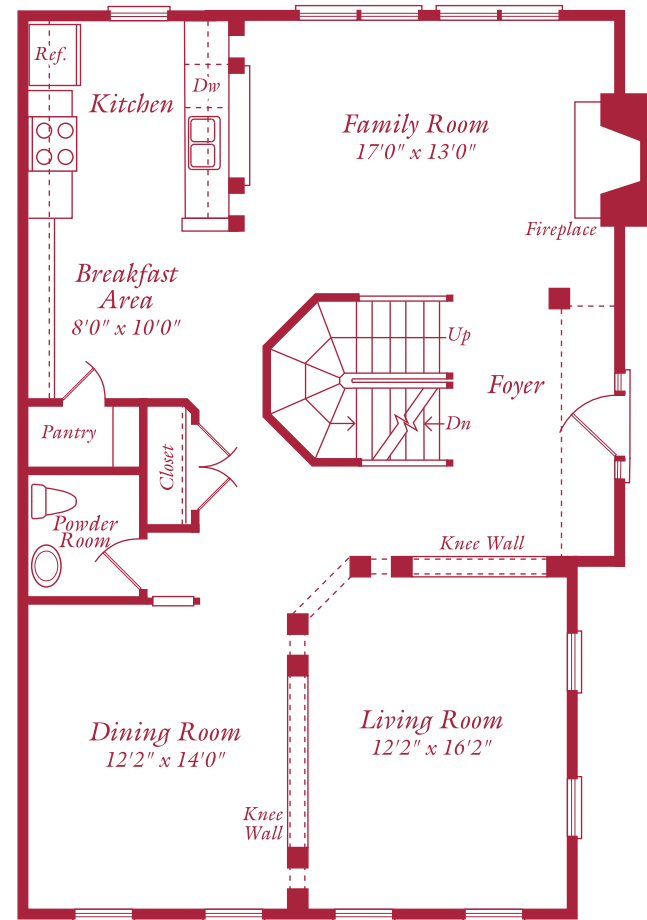 Ref.
Kitchen
Dw
Family Room
17'0" x 13'0"
Fireplace
Breakfast
Area
8'0" x 10'0"
Up
Foyer
Dn
Pantry
Closet
Powder
Room
Knee Wall
Dining Room
12'2" x 14'0"
Living Room
12'2" x 16'2"
Knee
Wall